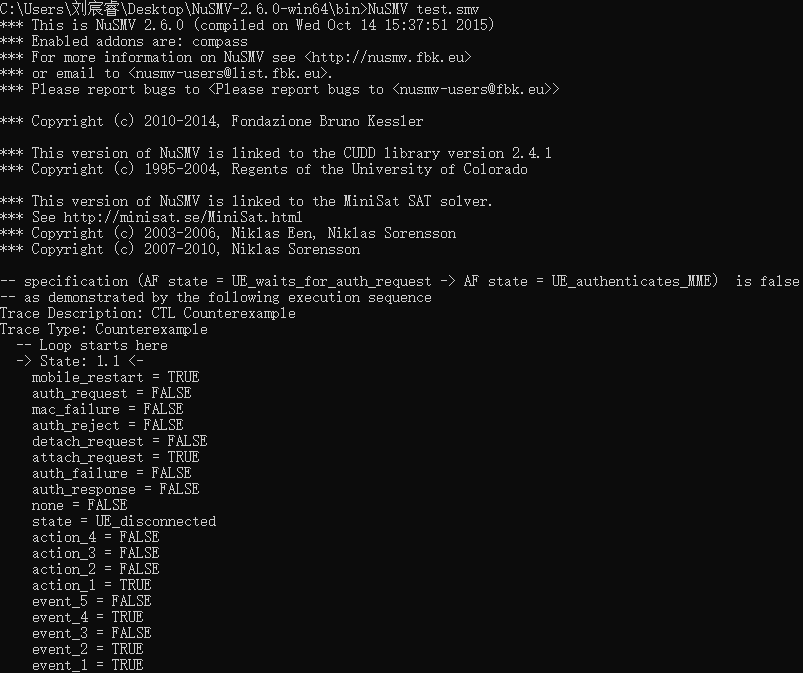 C:\Users\刘宸睿\Desktop\NuSMV-2.6.0-win64\bin>NuSMV test.smv
*** This is NuSMV 2.6.0 (compiled on Wed Oct 14 15:37:51 2015)
*** Enabled addons are: compass
*** For more information on NuSMV see <http://nusmv.fbk.eu>
*** or email to <nusmv-users@list.fbk.eu>.
*** Please report bugs to <Please report bugs to <nusmv-users@fbk.eu>>
*** Copyright (c) 2010-2014, Fondazione Bruno Kessler
*** This version of NuSMV is linked to the CUDD library version 2.4.1
*** Copyright (c) 1995-2004, Regents of the University of Colorado
*** This version of NuSMV is linked to the MiniSat SAT solver.
*** See http://minisat.se/MiniSat.html
*** Copyright (c) 2003-2006, Niklas Een, Niklas Sorensson
*** Copyright (c) 2007-2010, Niklas Sorensson
-- specification (AF state = UE_waits_for_auth_request -> AF state = UE_authenticates_MME)  is false
-- as demonstrated by the following execution sequence
Trace Description: CTL Counterexample
Trace Type: Counterexample
-- Loop starts here
-> State: 1.1 <-
mobile_restart = TRUE
auth_request = FALSE
mac_failure = FALSE
auth_reject = FALSE
detach_request = FALSE
attach_request = TRUE
auth_failure = FALSE
auth_response = FALSE
none = FALSE
state = UE_disconnected
action_4 = FALSE
action_3 = FALSE
action_2 = FALSE
action_1 = TRUE
event_5 = FALSE
event_4 = TRUE
event_3 = FALSE
event_2 = TRUE
event_1 = TRUE